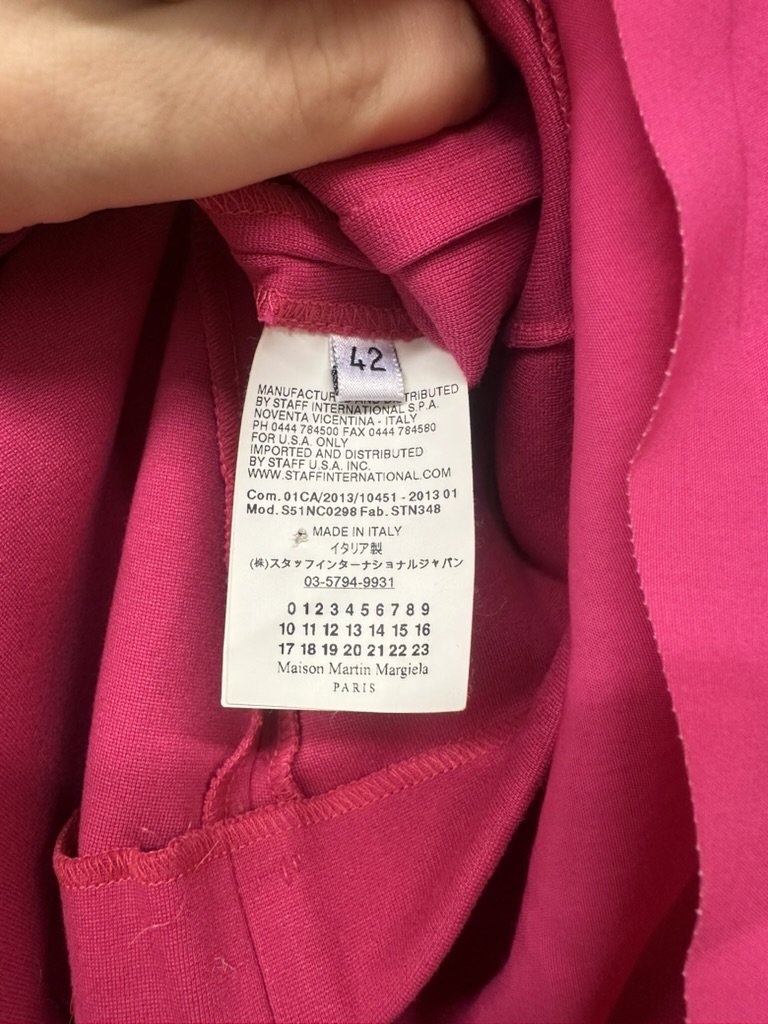 42
MANUFACTUR TRIBUTED
BY STAFF INTERNATIONAL S.P.A.
NOVENTA VICENTINA - ITALY
PH 0444 784500 FAX 0444 784580
FOR U.S.A. ONLY
IMPORTED AND DISTRIBUTED
BY STAFF U.S.A. INC.
WWW.STAFFINTERNATIONAL.COM
Com. 01CA/2013/10451 - 2013 01
Mod. S51NC0298 Fab. STN348
MADE IN ITALY
イタリア製
(株)スタッフインターナショナルジャパン
03-5794-9931
0 1 2 3 4 5 6 7 8 9
10 11 12 13 14 15 16
17 18 19 20 21 22 23
Maison Martin Margiela
PARIS